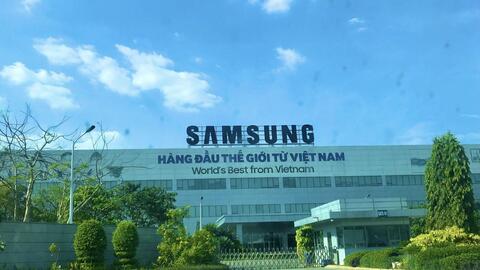 SAMSUNG
HÀNG ĐẦU THẾ GIỚI TỪ VIỆT NAM
World's Best from Vietnam